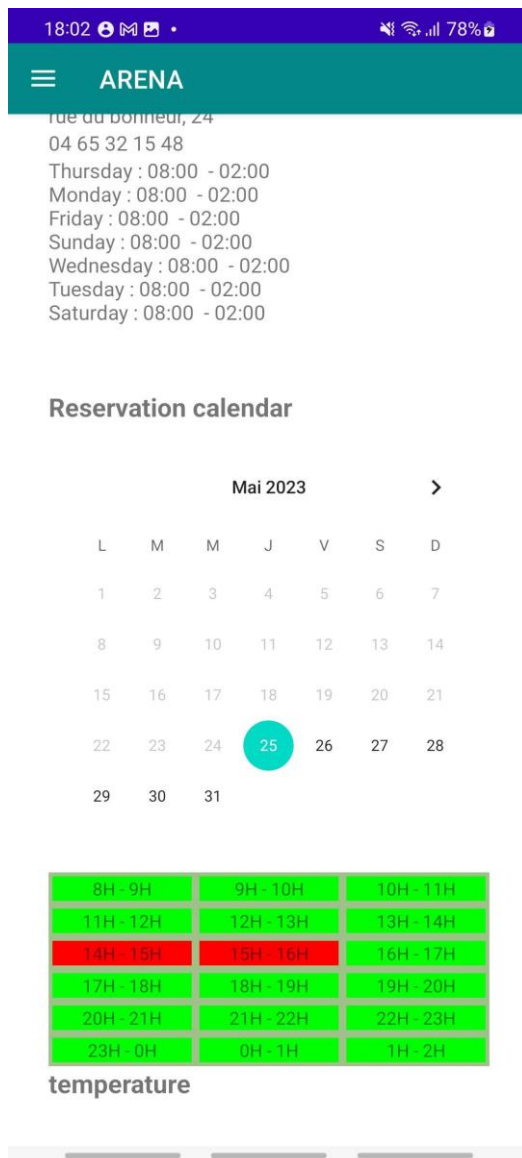 18:02 78%
ARENA
rue du bonheur, 24
04 65 32 15 48
Thursday : 08:00 - 02:00
Monday : 08:00 - 02:00
Friday : 08:00 - 02:00
Sunday : 08:00 - 02:00
Wednesday : 08:00 - 02:00
Tuesday : 08:00 - 02:00
Saturday : 08:00 - 02:00
Reservation calendar
Mai 2023
L M M J V S D
1 2 3 4 5 6 7
8 9 10 11 12 13 14
15 16 17 18 19 20 21
22 23 24 25 26 27 28
29 30 31
8H - 9H 9H - 10H 10H - 11H
11H - 12H 12H - 13H 13H - 14H
14H - 15H 15H - 16H 16H - 17H
17H - 18H 18H - 19H 19H - 20H
20H - 21H 21H - 22H 22H - 23H
23H - 0H 0H - 1H 1H - 2H
temperature